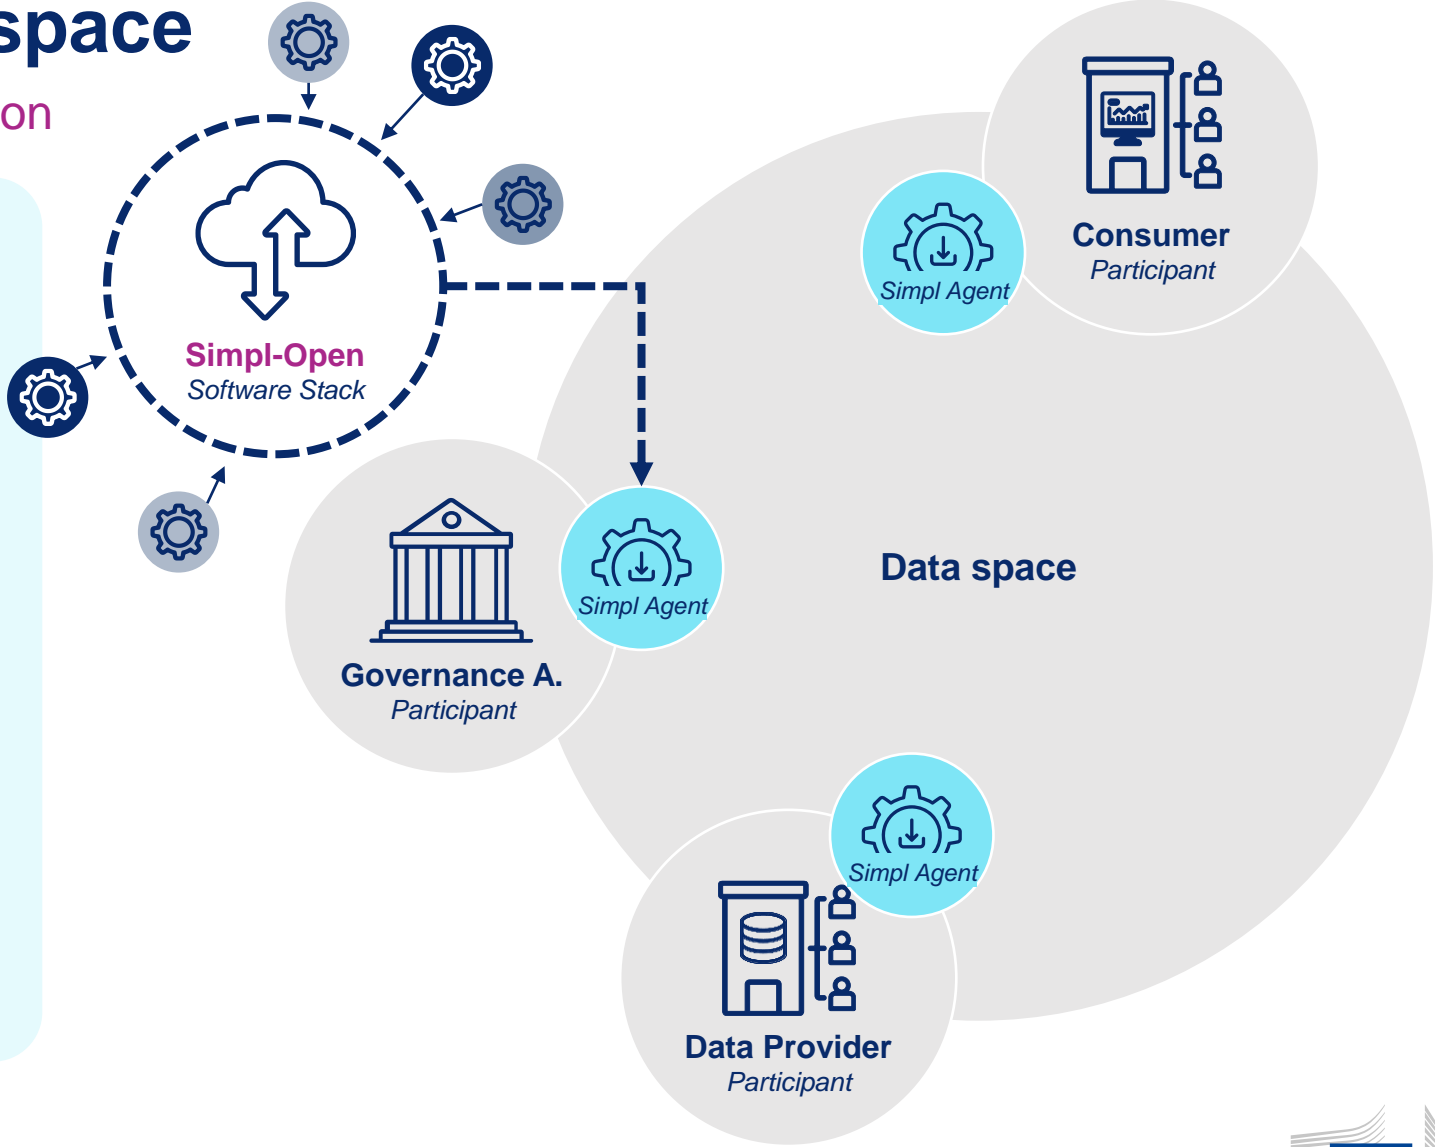 space
on
Simpl-Open
Software Stack
Consumer
Participant
Simpl Agent
Data space
Simpl Agent
Governance A.
Participant
Simpl Agent
Data Provider
Participant